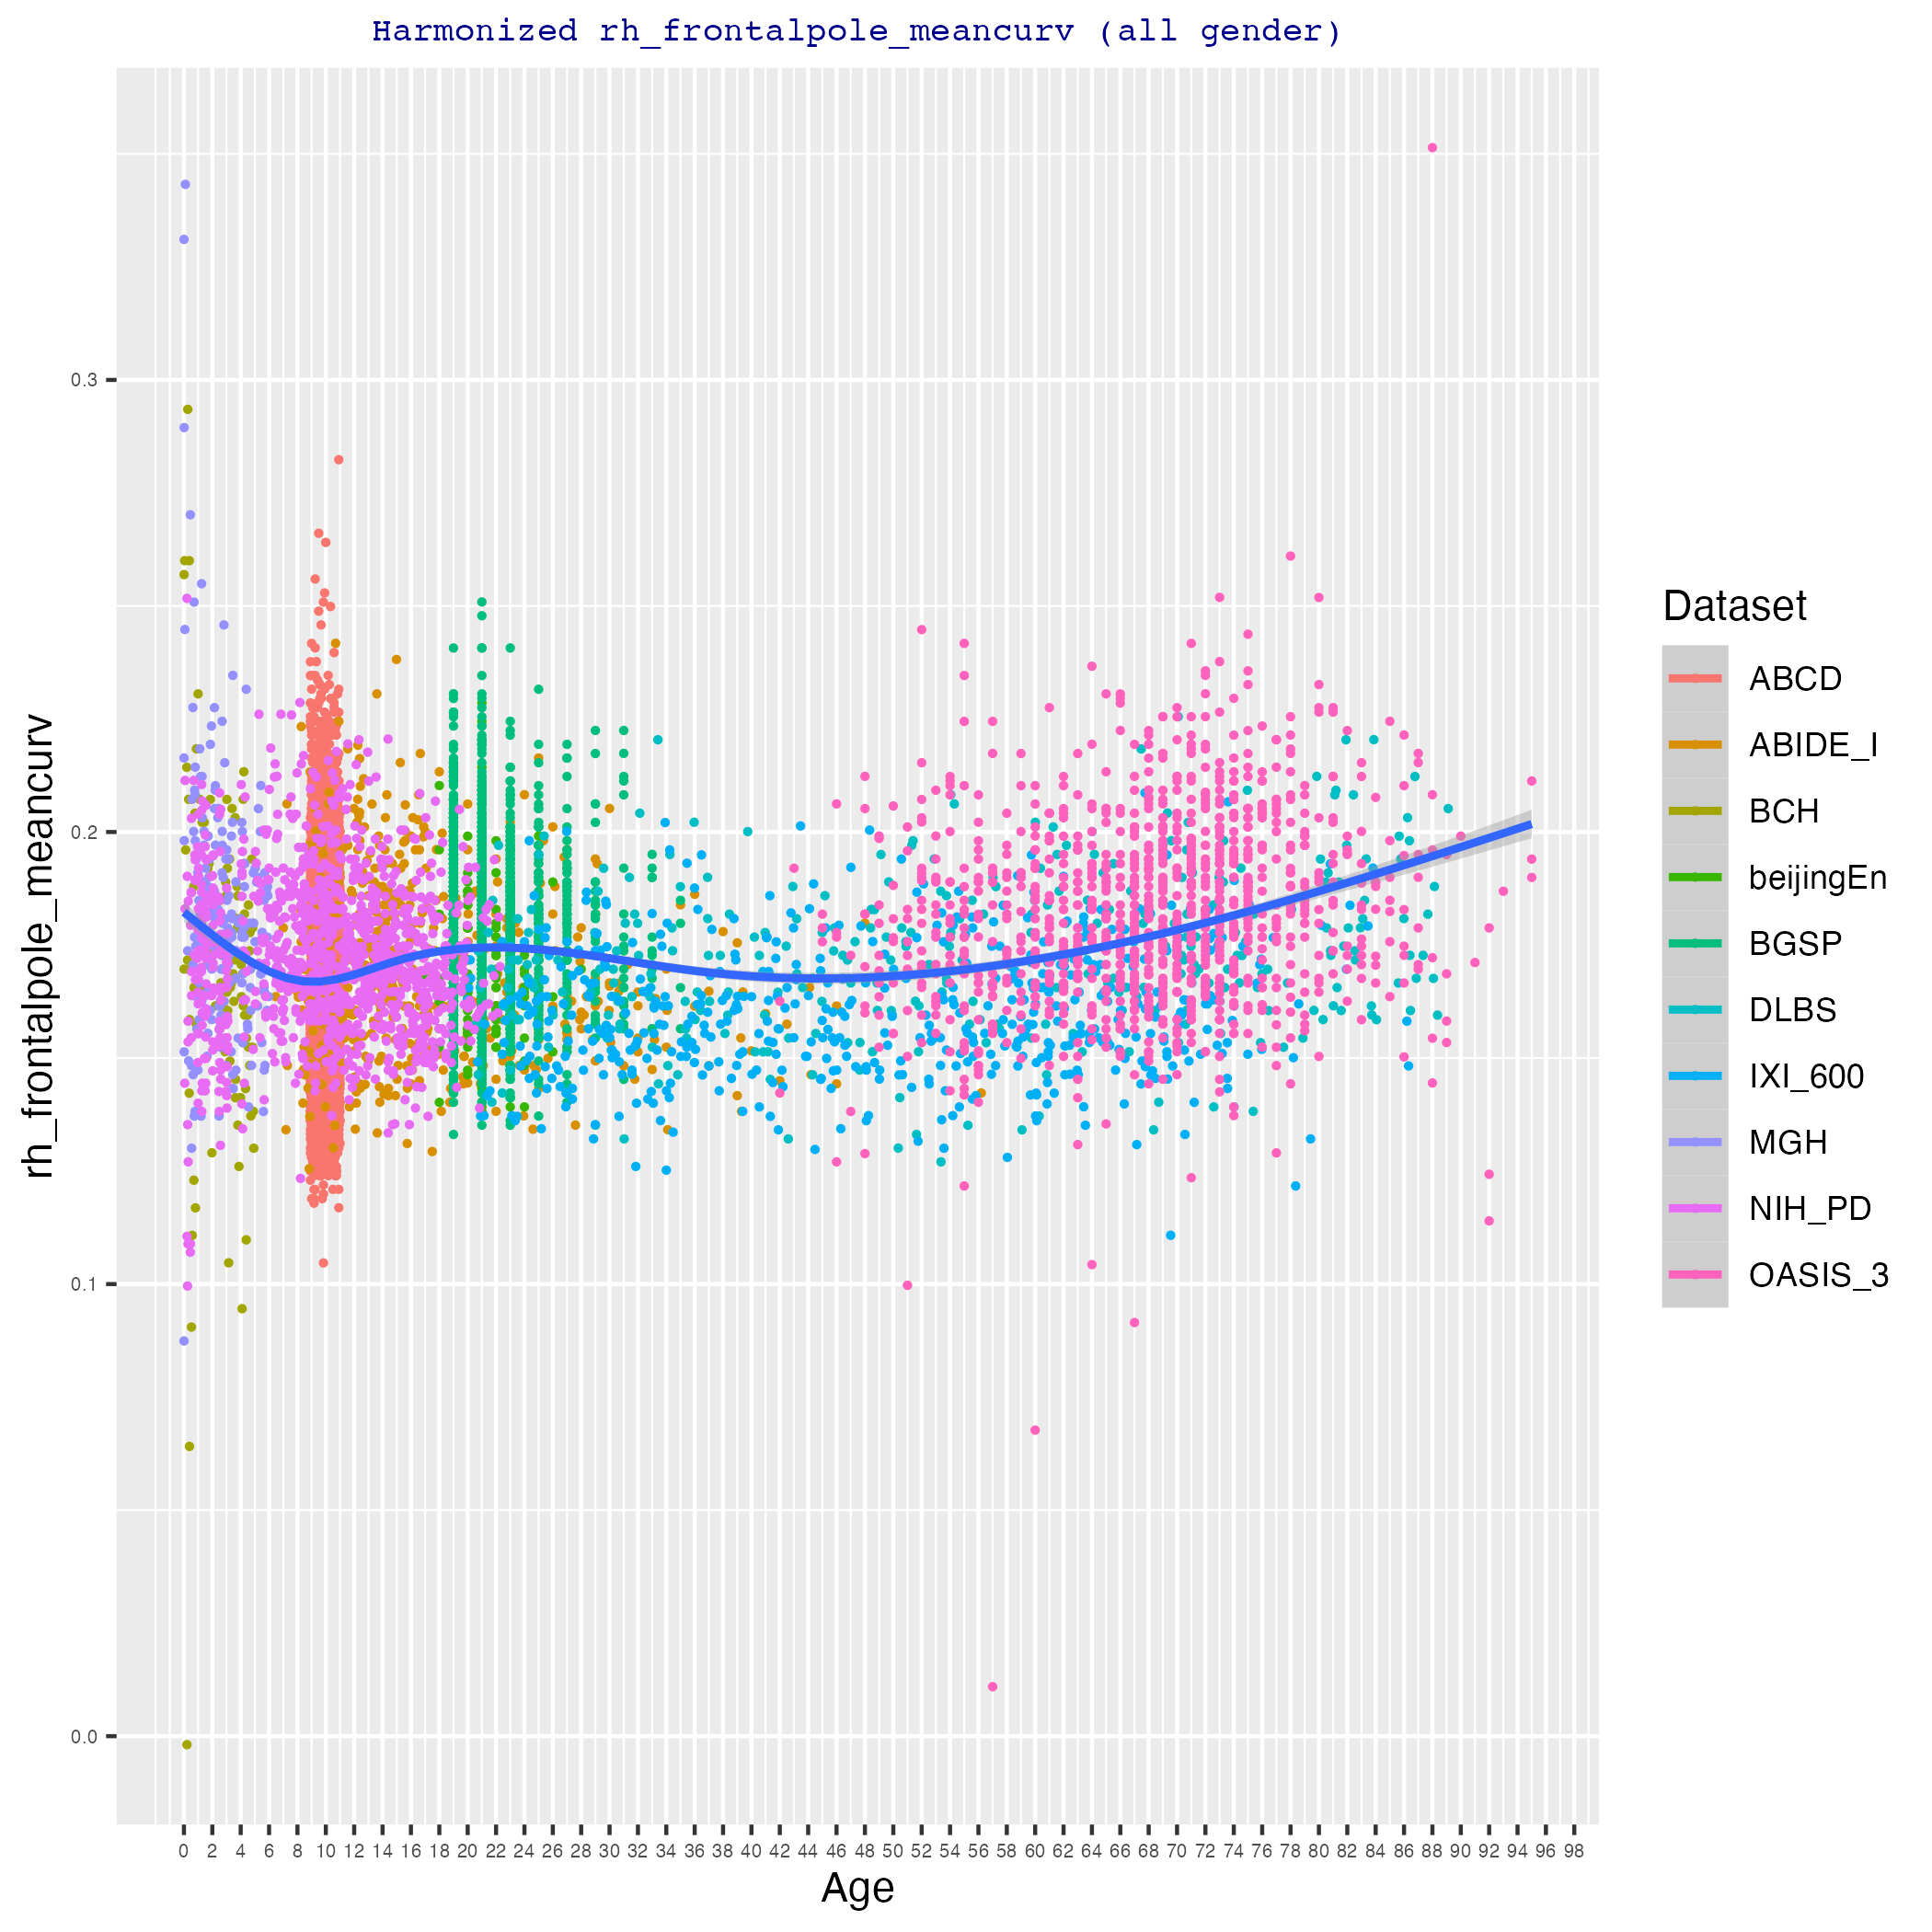 Harmonized rh_frontalpole_meancurv (all gender)
rh_frontalpole_meancurv
0.3
0.2
0.1
0.0
0 2 4 6 8 10 12 14 16 18 20 22 24 26 28 30 32 34 36 38 40 42 44 46 48 50 52 54 56 58 60 62 64 66 68 70 72 74 76 78 80 82 84 86 88 90 92 94 96 98
Age
Dataset
ABCD
ABIDE_I
BCH
beijingEn
BGSP
DLBS
IXI_600
MGH
NIH_PD
OASIS_3